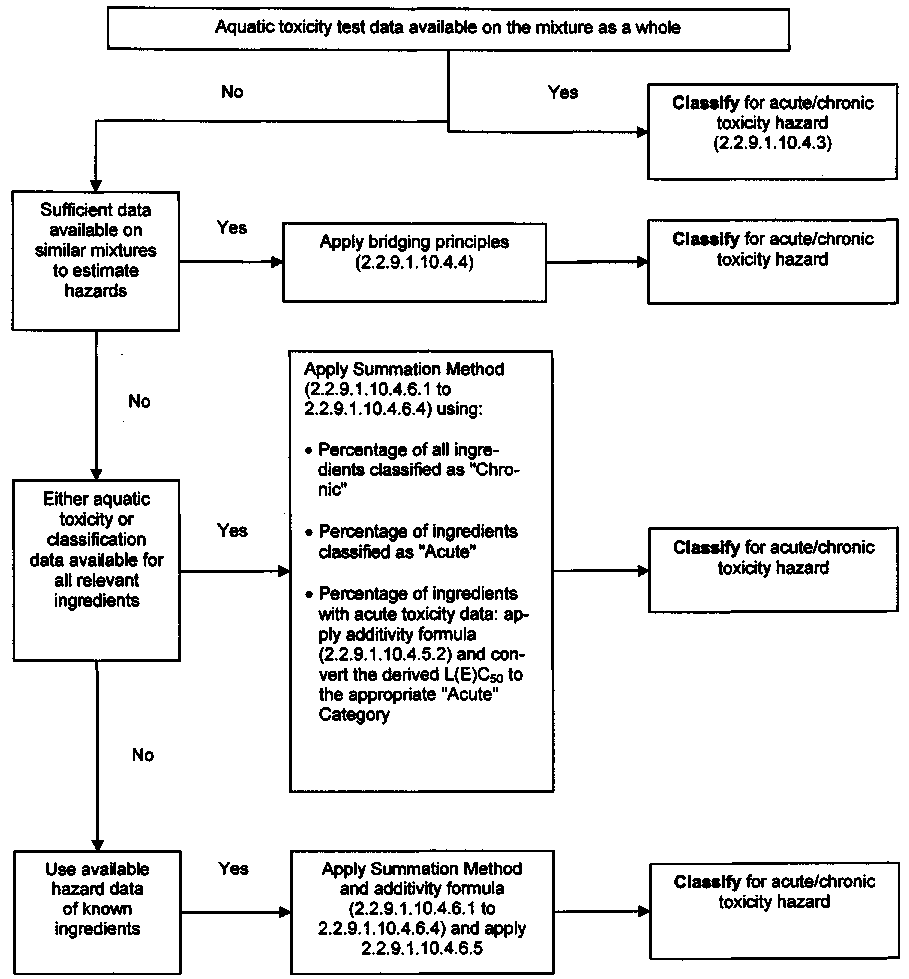 Aquatic toxicity test data available on the mixture as a whole
No
Yes
Classify for acute/chronic
toxicity hazard
(2.2.9.1.10.4.3)
Sufficient data
available on
similar mixtures
to estimate
hazards
Yes
Apply bridging principles
(2.2.9.1.10.4.4)
Classify for acute/chronic
toxicity hazard
No
Apply Summation Method
(2.2.9.1.10.4.6.1 to
2.2.9.1.10.4.6.4) using:
• Percentage of all ingre-
dients classified as "Chro-
nic"
• Percentage of ingredients
classified as "Acute"
• Percentage of ingredients
with acute toxicity data: ap-
ply additivity formula
(2.2.9.1.10.4.5.2) and con-
vert the derived L(E)C₅₀ to
the appropriate "Acute"
Category
Either aquatic
toxicity or
classification
data available for
all relevant
ingredients
Yes
Classify for acute/chronic
toxicity hazard
No
Use available
hazard data
of known
ingredients
Yes
Apply Summation Method
and additivity formula
(2.2.9.1.10.4.6.1 to
2.2.9.1.10.4.6.4) and apply
2.2.9.1.10.4.6.5
Classify for acute/chronic
toxicity hazard